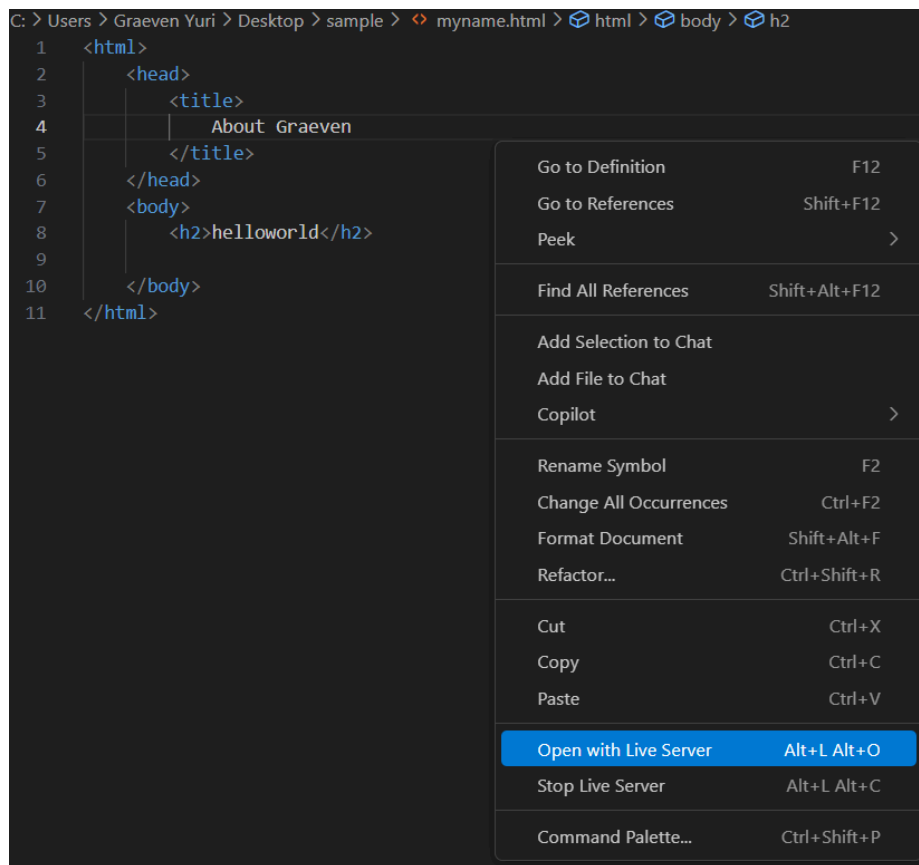 C: > Users > Graeven Yuri > Desktop > sample > <> myname.html > html > body > h2
1 <html>
2 <head>
3 <title>
4 About Graeven
5 </title>
6 </head>
7 <body>
8 <h2>helloworld</h2>
9
10 </body>
11 </html>
Go to Definition F12
Go to References Shift+F12
Peek >
Find All References Shift+Alt+F12
Add Selection to Chat
Add File to Chat
Copilot >
Rename Symbol F2
Change All Occurrences Ctrl+F2
Format Document Shift+Alt+F
Refactor... Ctrl+Shift+R
Cut Ctrl+X
Copy Ctrl+C
Paste Ctrl+V
Open with Live Server Alt+L Alt+O
Stop Live Server Alt+L Alt+C
Command Palette... Ctrl+Shift+P